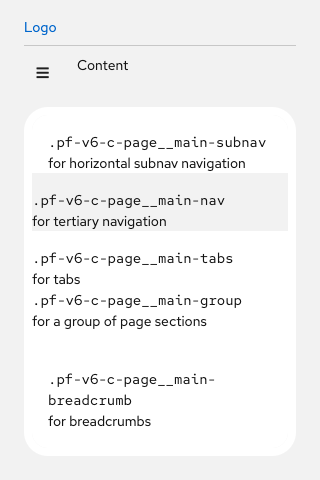 Logo
Content
.pf-v6-c-page__main-subnav
for horizontal subnav navigation
.pf-v6-c-page__main-nav
for tertiary navigation
.pf-v6-c-page__main-tabs
for tabs
.pf-v6-c-page__main-group
for a group of page sections
.pf-v6-c-page__main-
breadcrumb
for breadcrumbs